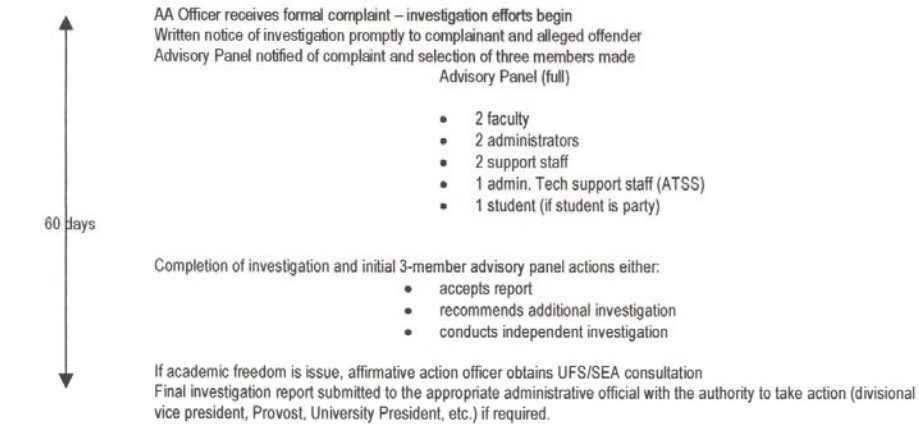 AA Officer receives formal complaint – investigation efforts begin
Written notice of investigation promptly to complainant and alleged offender
Advisory Panel notified of complaint and selection of three members made
Advisory Panel (full)
• 2 faculty
• 2 administrators
• 2 support staff
• 1 admin. Tech support staff (ATSS)
• 1 student (if student is party)
60 days
Completion of investigation and initial 3-member advisory panel actions either:
• accepts report
• recommends additional investigation
• conducts independent investigation
If academic freedom is issue, affirmative action officer obtains UFS/SEA consultation
Final investigation report submitted to the appropriate administrative official with the authority to take action (divisional
vice president, Provost, University President, etc.) if required.